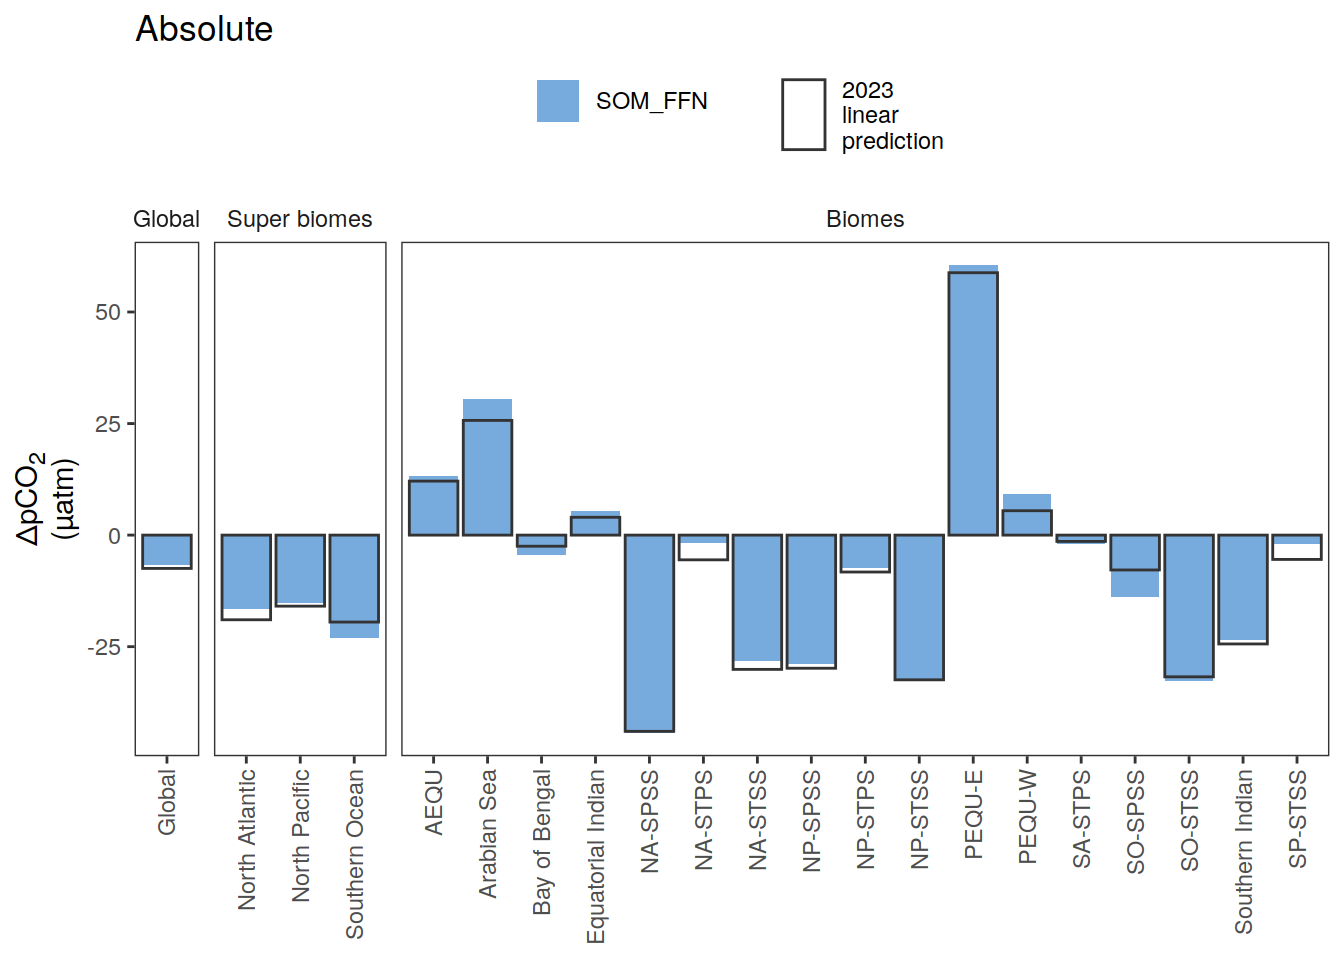 Absolute
SOM_FFN
2023
linear
prediction
Global
Super biomes
Biomes
ΔpCO₂
(µatm)
50
25
0
-25
Global
North Atlantic
North Pacific
Southern Ocean
AEQU
Arabian Sea
Bay of Bengal
Equatorial Indian
NA-SPSS
NA-STPS
NA-STSS
NP-SPSS
NP-STPS
NP-STSS
PEQU-E
PEQU-W
SA-STPS
SO-SPSS
SO-STSS
Southern Indian
SP-STSS